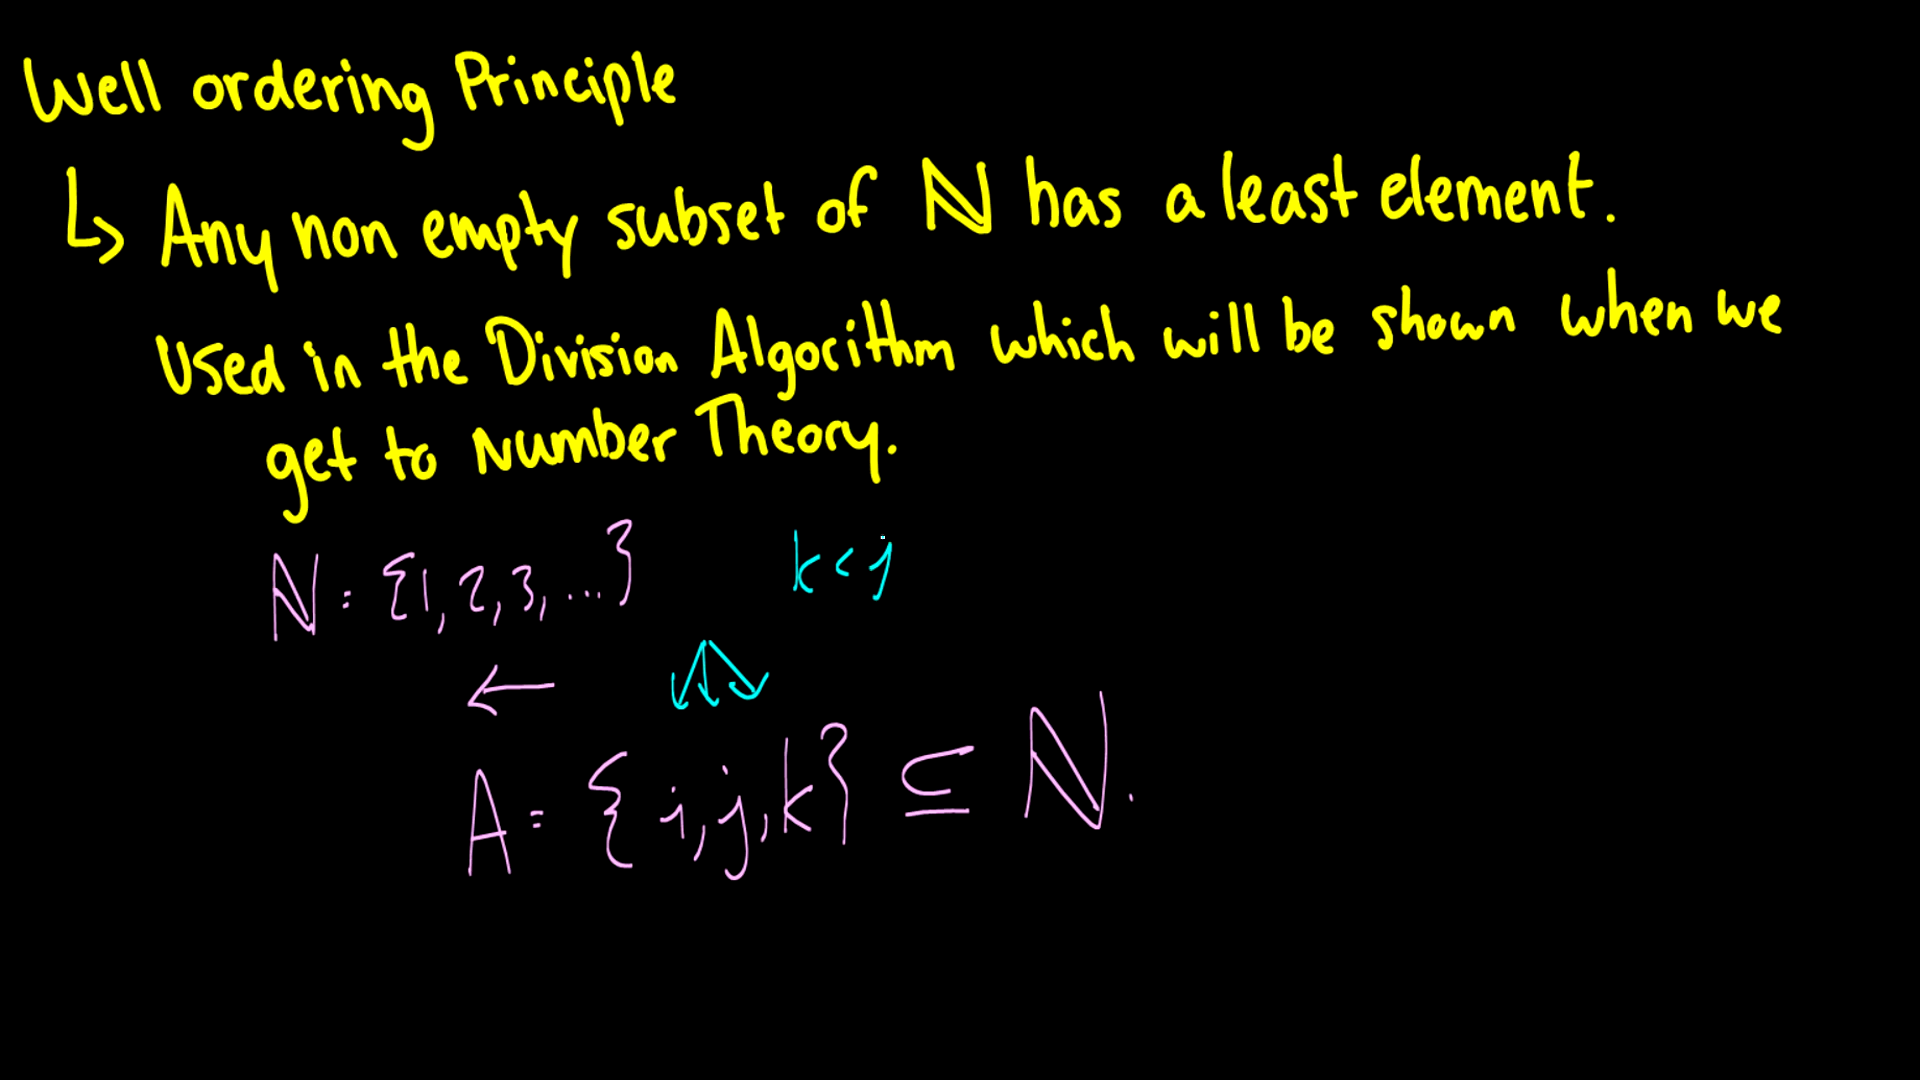 Well ordering Principle
↳ Any non empty subset of ℕ has a least element.
Used in the Division Algorithm which will be shown when we
get to Number Theory.
ℕ = {1, 2, 3, ...} k < j
←
A = {i, j, k} ⊆ ℕ.